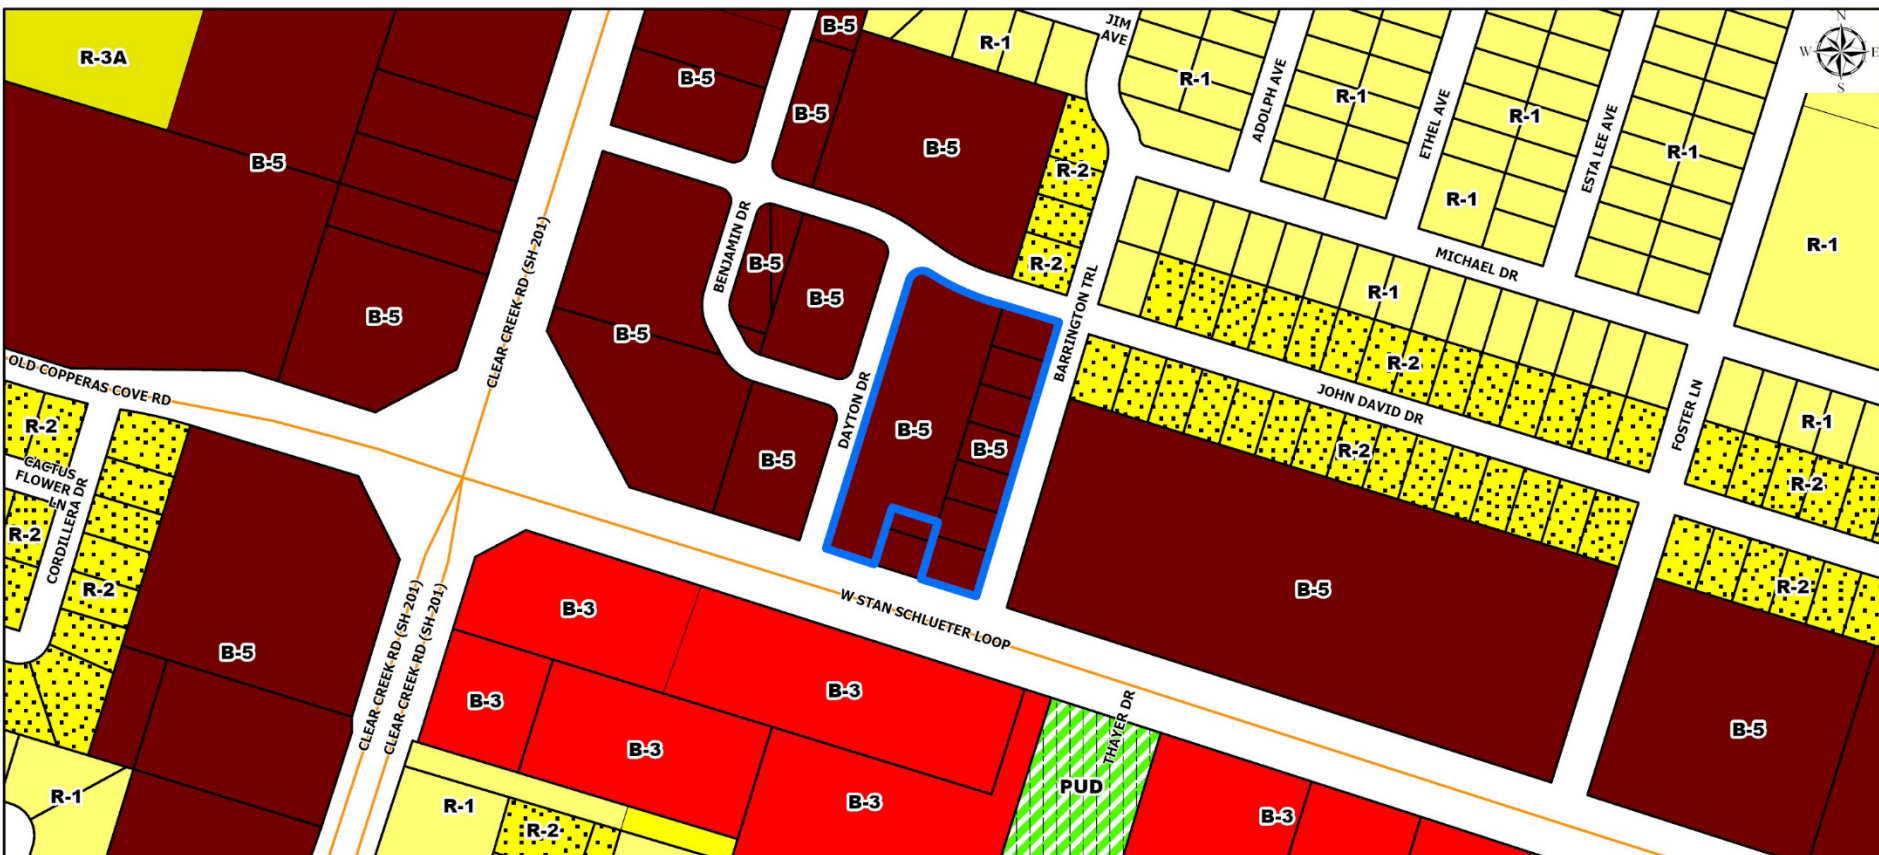 B-5
R-1
JIM
AVE
N
W
E
S
R-3A
B-5
R-1
R-1
R-1
ADOLPH AVE
ETHEL AVE
ESTA LEE AVE
B-5
B-5
B-5
R-1
R-2
R-1
R-1
BENJAMIN DR
CLEAR CREEK RD (SH-201)
B-5
R-2
MICHAEL DR
R-1
B-5
B-5
B-5
BARRINGTON TRL
R-1
R-2
OLD COPPERAS COVE RD
DAYTON DR
JOHN DAVID DR
FOSTER LN
R-1
R-2
B-5
B-5
B-5
R-2
R-2
CACTUS
FLOWER
LN
CORDILLERA DR
R-2
R-2
B-5
R-2
B-3
W STAN SCHLUETER LOOP
B-5
CLEAR CREEK RD (SH-201)
CLEAR CREEK RD (SH-201)
B-3
B-3
B-3
THAYER DR
B-5
R-1
R-1
R-2
B-3
PUD
B-3